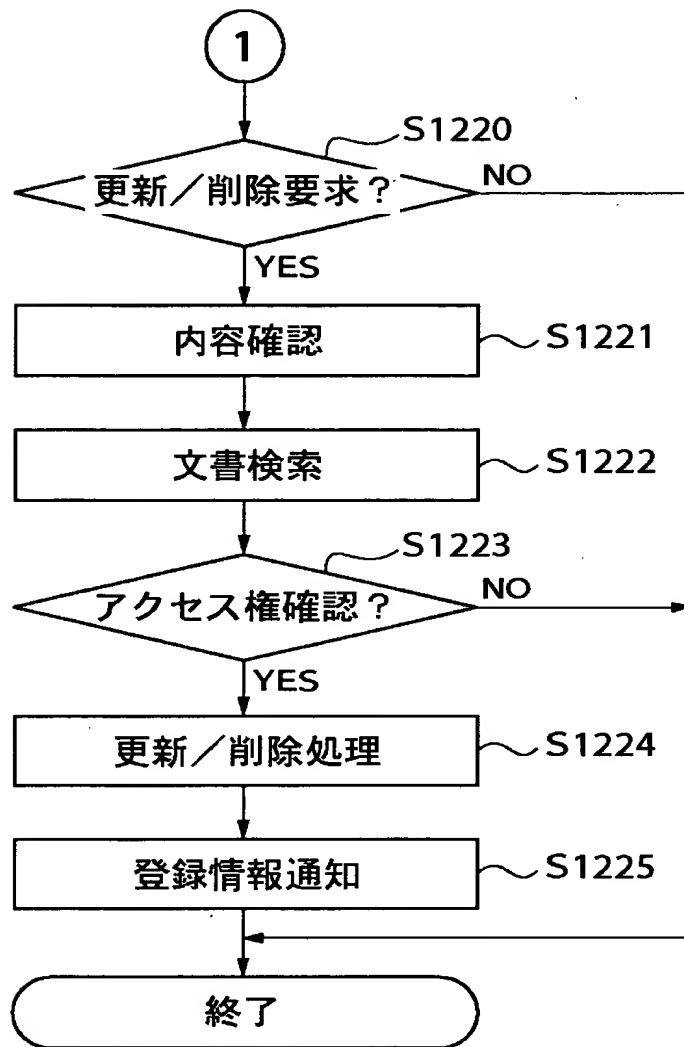 1
S1220
更新／削除要求？
NO
YES
内容確認
S1221
文書検索
S1222
S1223
アクセス権確認？
NO
YES
更新／削除処理
S1224
登録情報通知
S1225
終了